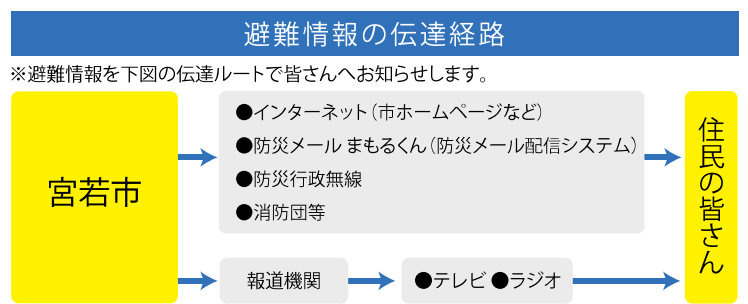 避難情報の伝達経路
※避難情報を下図の伝達ルートで皆さんへお知らせします。
宮若市
●インターネット（市ホームページなど）
●防災メール まもるくん（防災メール配信システム）
●防災行政無線
●消防団等
報道機関
●テレビ ●ラジオ
住民の皆さん